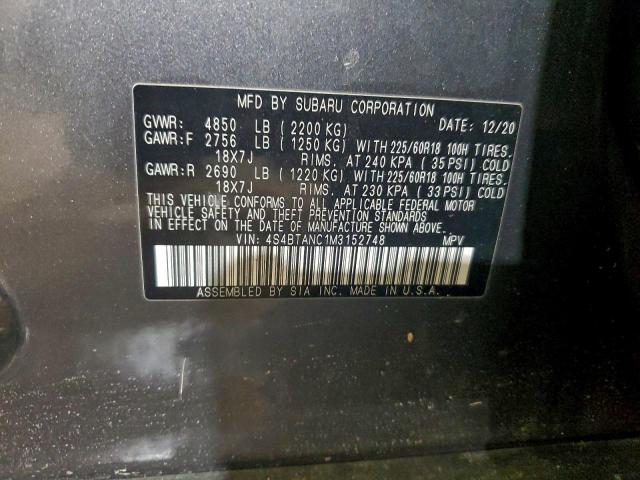 MFD BY SUBARU CORPORATION
GVWR: 4850 LB (2200 KG) DATE: 12/20
GAWR:F 2756 LB (1250 KG) WITH 225/60R18 100H TIRES.
18X7J RIMS. AT 240 KPA (35 PSI) COLD
GAWR:R 2690 LB (1220 KG) WITH 225/60R18 100H TIRES.
18X7J RIMS. AT 230 KPA (33 PSI) COLD
THIS VEHICLE CONFORMS TO ALL APPLICABLE FEDERAL MOTOR
VEHICLE SAFETY AND THEFT PREVENTION STANDARDS
IN EFFECT ON THE DATE OF MANUFACTURE SHOWN ABOVE.
VIN: 4S4BTANC1M3152748 MPV
ASSEMBLED BY SIA INC. MADE IN U.S.A.